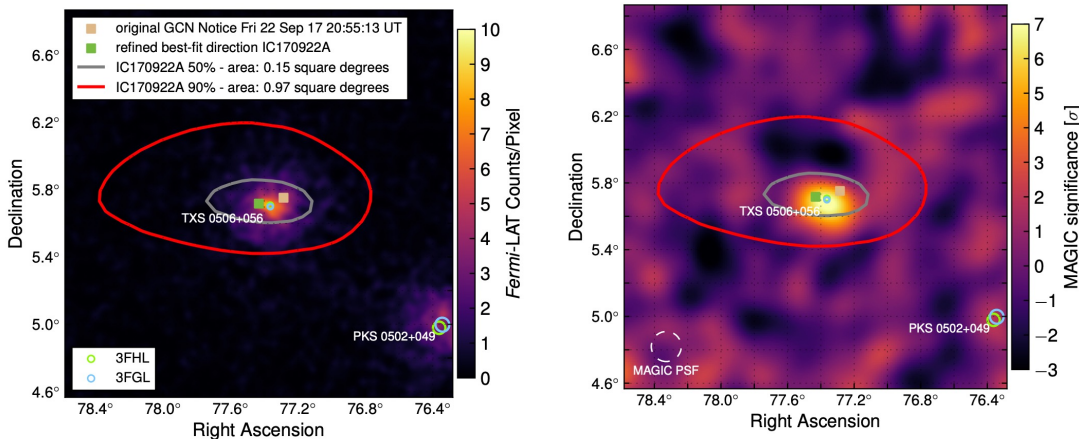 original GCN Notice Fri 22 Sep 17 20:55:13 UT
refined best-fit direction IC170922A
IC170922A 50% - area: 0.15 square degrees
IC170922A 90% - area: 0.97 square degrees
6.6°
6.2°
5.8°
5.4°
5.0°
4.6°
Declination
TXS 0506+056
PKS 0502+049
3FHL
3FGL
78.4° 78.0° 77.6° 77.2° 76.8° 76.4°
Right Ascension
10
9
8
7
6
5
4
3
2
1
0
Fermi-LAT Counts/Pixel
6.6°
6.2°
5.8°
5.4°
5.0°
4.6°
Declination
TXS 0506+056
PKS 0502+049
MAGIC PSF
78.4° 78.0° 77.6° 77.2° 76.8° 76.4°
Right Ascension
7
6
5
4
3
2
1
0
−1
−2
−3
MAGIC significance [σ]